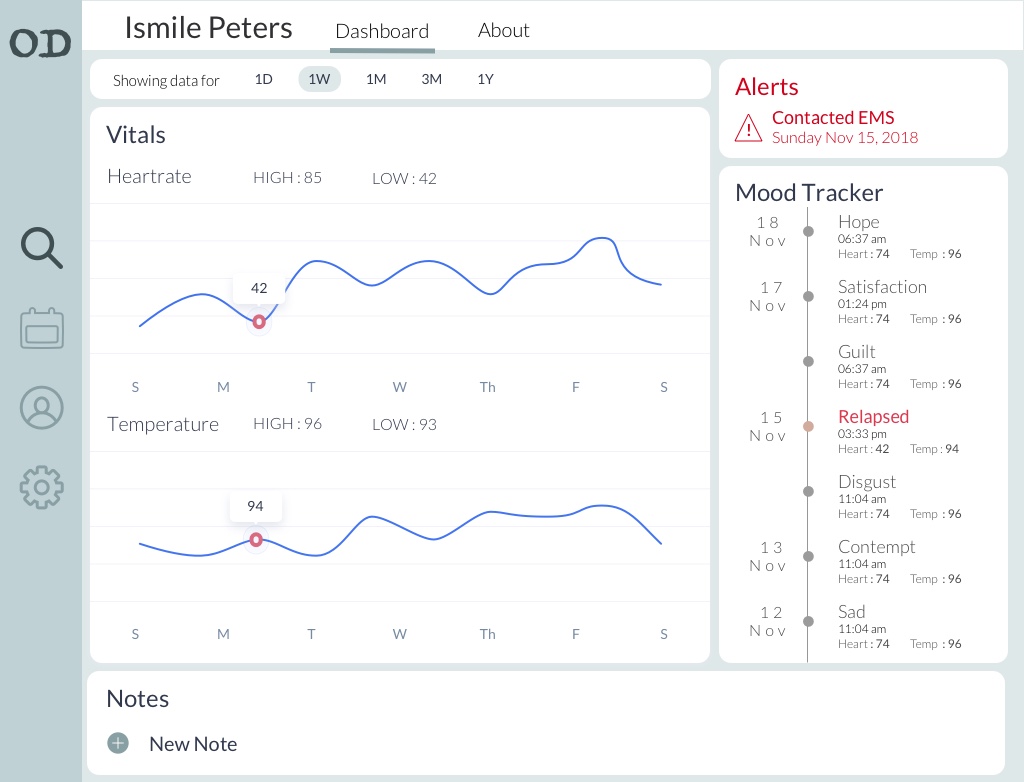 OD
Ismile Peters
Dashboard
About
Showing data for 1D 1W 1M 3M 1Y
Vitals
Heartrate HIGH : 85 LOW : 42
42
S M T W Th F S
Temperature HIGH : 96 LOW : 93
94
S M T W Th F S
Alerts
Contacted EMS
Sunday Nov 15, 2018
Mood Tracker
18 Nov
Hope
06:37 am
Heart : 74 Temp : 96
17 Nov
Satisfaction
01:24 pm
Heart : 74 Temp : 96
Guilt
06:37 am
Heart : 74 Temp : 96
15 Nov
Relapsed
03:33 pm
Heart : 42 Temp : 94
Disgust
11:04 am
Heart : 74 Temp : 96
13 Nov
Contempt
11:04 am
Heart : 74 Temp : 96
12 Nov
Sad
11:04 am
Heart : 74 Temp : 96
Notes
New Note